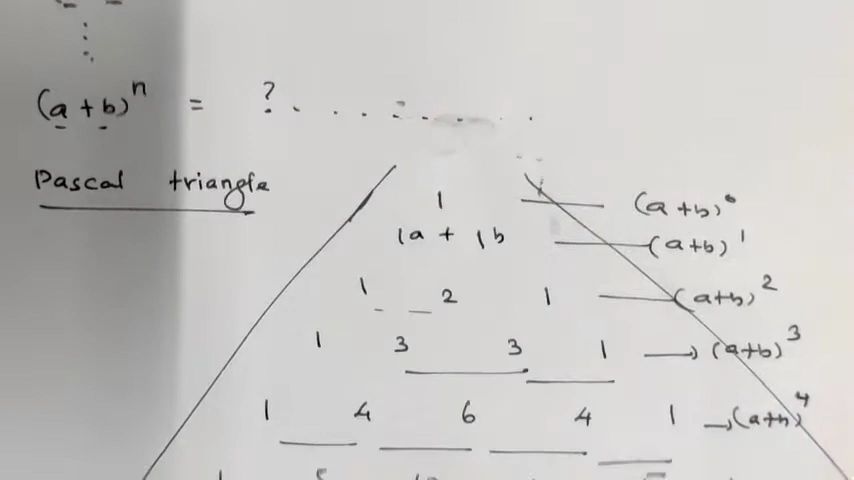 (a + b)^n = ? . . . . . . .
Pascal triangle
1 — (a+b)^0
1a + 1b — (a+b)^1
1 2 1 — (a+b)^2
1 3 3 1 → (a+b)^3
1 4 6 4 1 → (a+b)^4